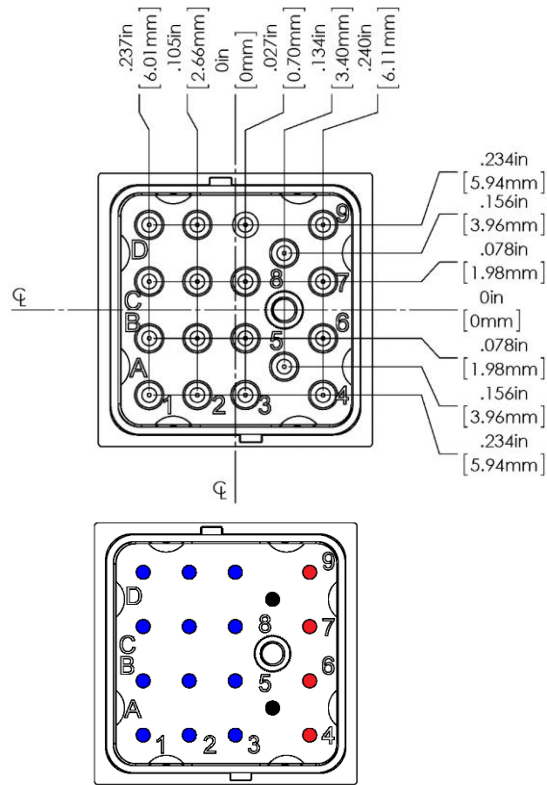 .237in
[6.01mm]
.105in
[2.66mm]
0in
[0mm]
.027in
[0.70mm]
.134in
[3.40mm]
.240in
[6.11mm]
.234in
[5.94mm]
.156in
[3.96mm]
.078in
[1.98mm]
0in
[0mm]
.078in
[1.98mm]
.156in
[3.96mm]
.234in
[5.94mm]
℄
℄
9
D
8 7
C
B 6
5
A
1 2 3 4
9
D
8 7
C
B 6
5
A
1 2 3 4